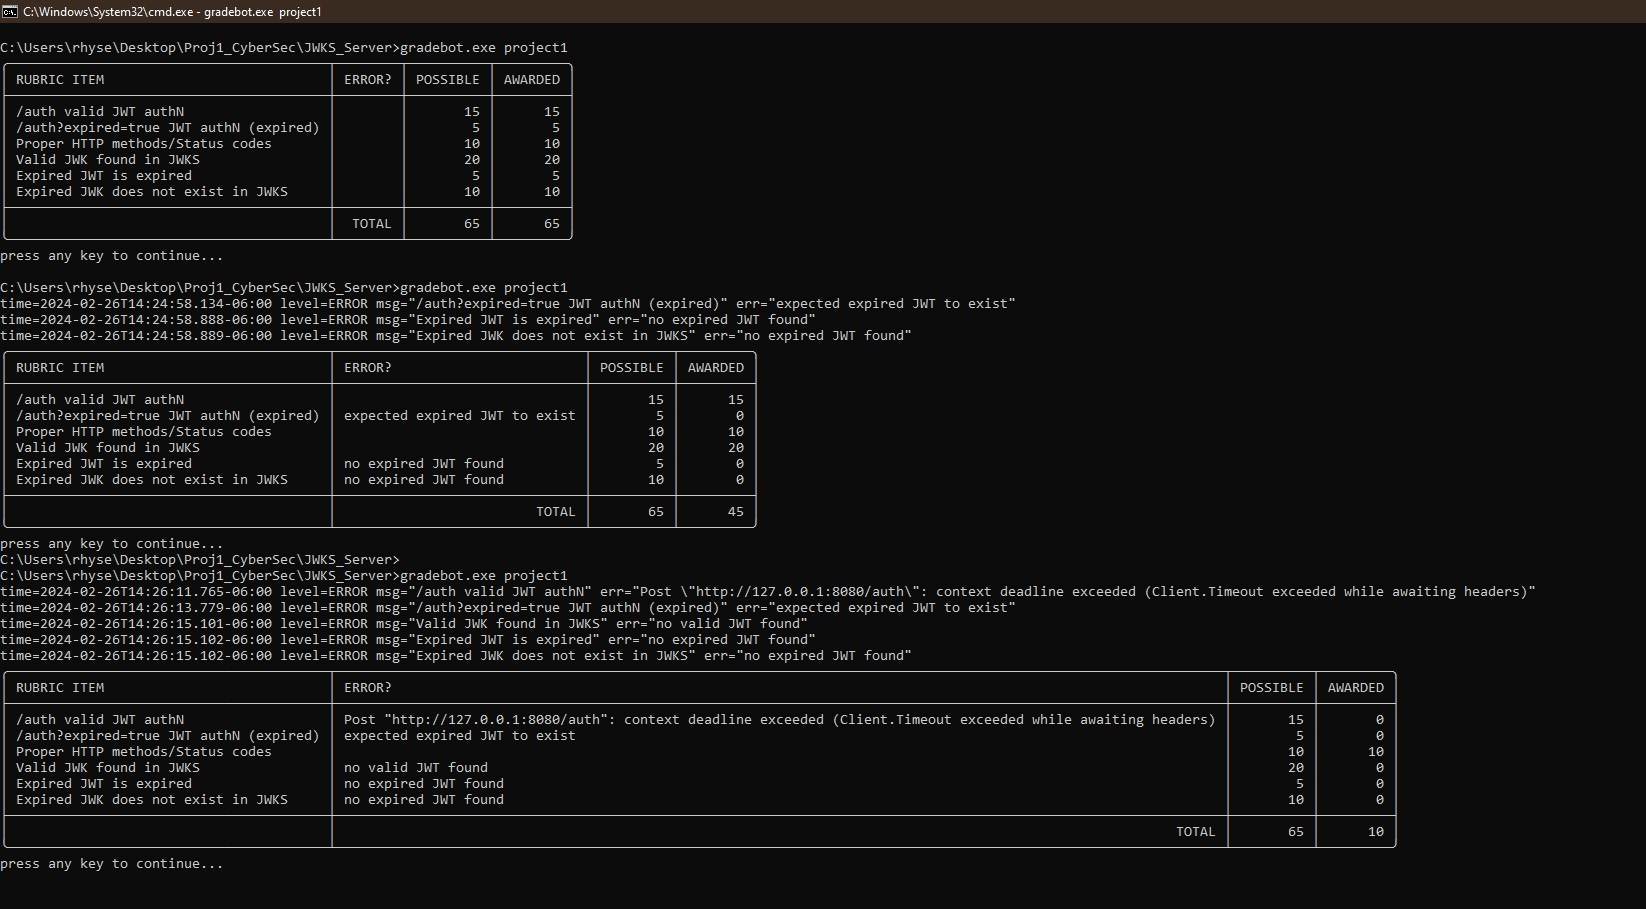 C:\Windows\System32\cmd.exe - gradebot.exe  project1
C:\Users\rhyse\Desktop\Proj1_CyberSec\JWKS_Server>gradebot.exe project1
RUBRIC ITEM ERROR? POSSIBLE AWARDED
/auth valid JWT authN 15 15
/auth?expired=true JWT authN (expired) 5 5
Proper HTTP methods/Status codes 10 10
Valid JWK found in JWKS 20 20
Expired JWT is expired 5 5
Expired JWK does not exist in JWKS 10 10
TOTAL 65 65
press any key to continue...
C:\Users\rhyse\Desktop\Proj1_CyberSec\JWKS_Server>gradebot.exe project1
time=2024-02-26T14:24:58.134-06:00 level=ERROR msg="/auth?expired=true JWT authN (expired)" err="expected expired JWT to exist"
time=2024-02-26T14:24:58.888-06:00 level=ERROR msg="Expired JWT is expired" err="no expired JWT found"
time=2024-02-26T14:24:58.889-06:00 level=ERROR msg="Expired JWK does not exist in JWKS" err="no expired JWT found"
RUBRIC ITEM ERROR? POSSIBLE AWARDED
/auth valid JWT authN 15 15
/auth?expired=true JWT authN (expired) expected expired JWT to exist 5 0
Proper HTTP methods/Status codes 10 10
Valid JWK found in JWKS 20 20
Expired JWT is expired no expired JWT found 5 0
Expired JWK does not exist in JWKS no expired JWT found 10 0
TOTAL 65 45
press any key to continue...
C:\Users\rhyse\Desktop\Proj1_CyberSec\JWKS_Server>
C:\Users\rhyse\Desktop\Proj1_CyberSec\JWKS_Server>gradebot.exe project1
time=2024-02-26T14:26:11.765-06:00 level=ERROR msg="/auth valid JWT authN" err="Post \"http://127.0.0.1:8080/auth\": context deadline exceeded (Client.Timeout exceeded while awaiting headers)"
time=2024-02-26T14:26:13.779-06:00 level=ERROR msg="/auth?expired=true JWT authN (expired)" err="expected expired JWT to exist"
time=2024-02-26T14:26:15.101-06:00 level=ERROR msg="Valid JWK found in JWKS" err="no valid JWT found"
time=2024-02-26T14:26:15.102-06:00 level=ERROR msg="Expired JWT is expired" err="no expired JWT found"
time=2024-02-26T14:26:15.102-06:00 level=ERROR msg="Expired JWK does not exist in JWKS" err="no expired JWT found"
RUBRIC ITEM ERROR? POSSIBLE AWARDED
/auth valid JWT authN Post "http://127.0.0.1:8080/auth": context deadline exceeded (Client.Timeout exceeded while awaiting headers) 15 0
/auth?expired=true JWT authN (expired) expected expired JWT to exist 5 0
Proper HTTP methods/Status codes 10 10
Valid JWK found in JWKS no valid JWT found 20 0
Expired JWT is expired no expired JWT found 5 0
Expired JWK does not exist in JWKS no expired JWT found 10 0
TOTAL 65 10
press any key to continue...